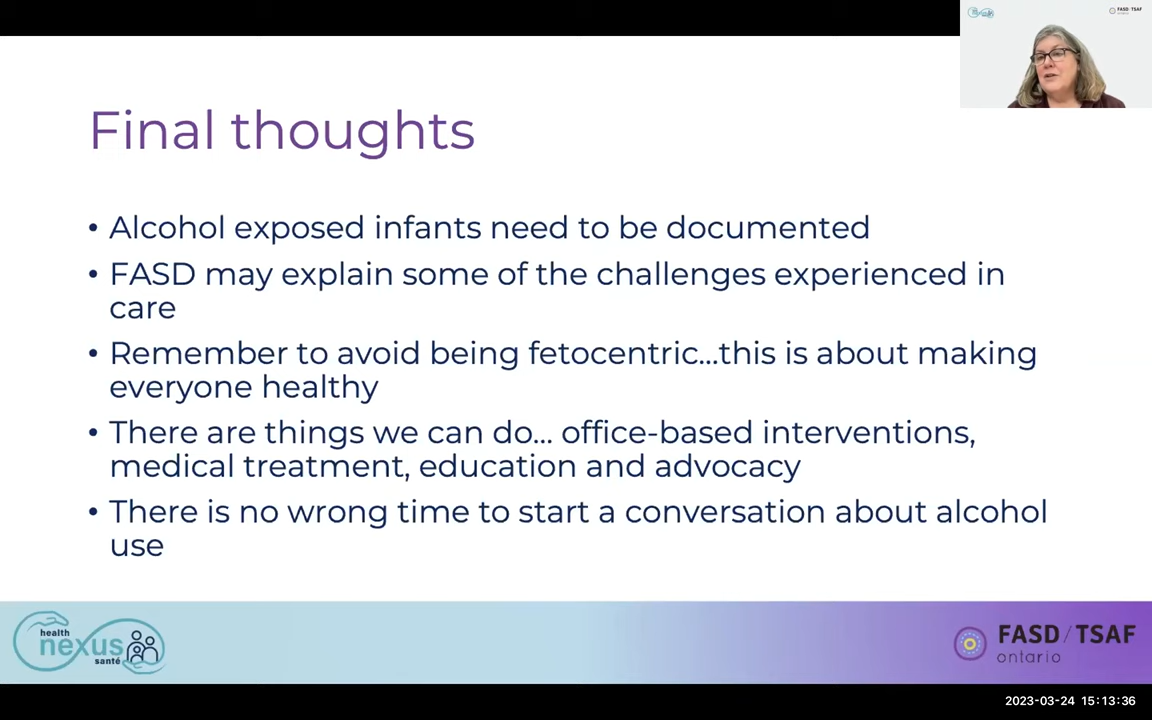 FASD TSAF
Final thoughts
• Alcohol exposed infants need to be documented
• FASD may explain some of the challenges experienced in
care
• Remember to avoid being fetocentric...this is about making
everyone healthy
• There are things we can do... office-based interventions,
medical treatment, education and advocacy
• There is no wrong time to start a conversation about alcohol
use
health
nexus
santé
FASD/TSAF
ontario
2023-03-24 15:13:36